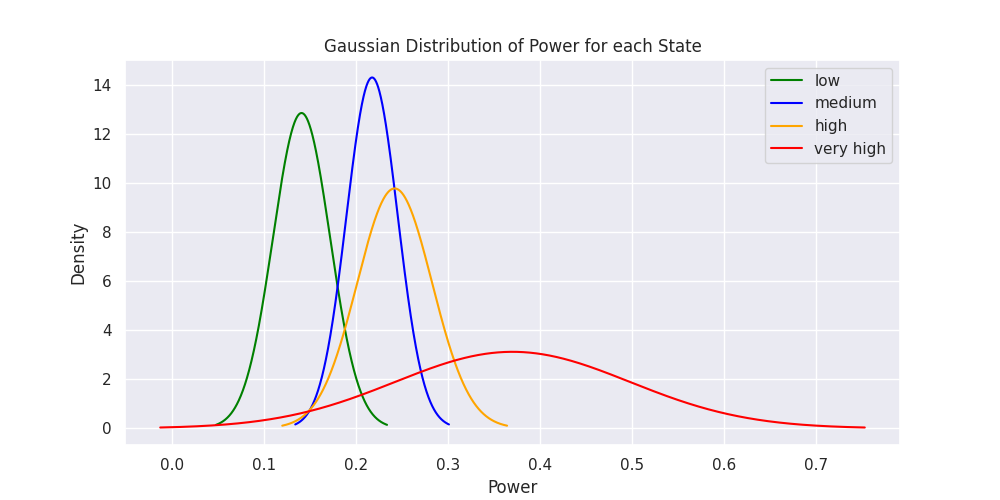 Gaussian Distribution of Power for each State
low
medium
high
very high
Density
14
12
10
8
6
4
2
0
0.0 0.1 0.2 0.3 0.4 0.5 0.6 0.7
Power